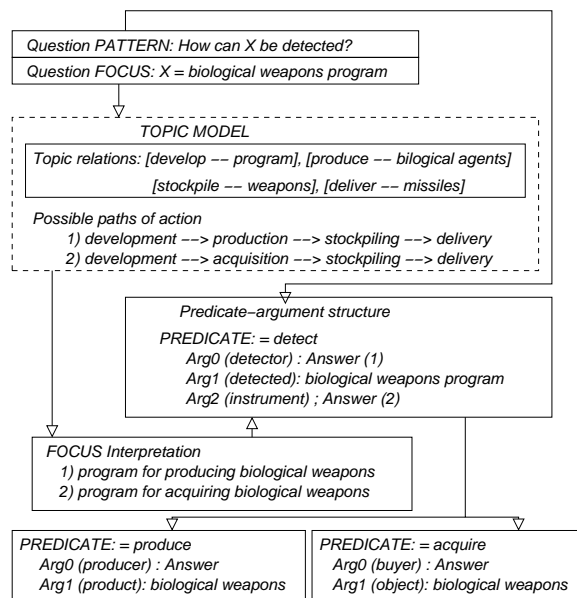 Question PATTERN: How can X be detected?
Question FOCUS: X = biological weapons program
TOPIC MODEL
Topic relations: [develop −− program], [produce −− bilogical agents]
[stockpile −− weapons], [deliver −− missiles]
Possible paths of action
1) development −−> production −−> stockpiling −−> delivery
2) development −−> acquisition −−> stockpiling −−> delivery
Predicate−argument structure
PREDICATE: = detect
Arg0 (detector) : Answer (1)
Arg1 (detected): biological weapons program
Arg2 (instrument) ; Answer (2)
FOCUS Interpretation
1) program for producing biological weapons
2) program for acquiring biological weapons
PREDICATE: = produce
Arg0 (producer) : Answer
Arg1 (product): biological weapons
PREDICATE: = acquire
Arg0 (buyer) : Answer
Arg1 (object): biological weapons